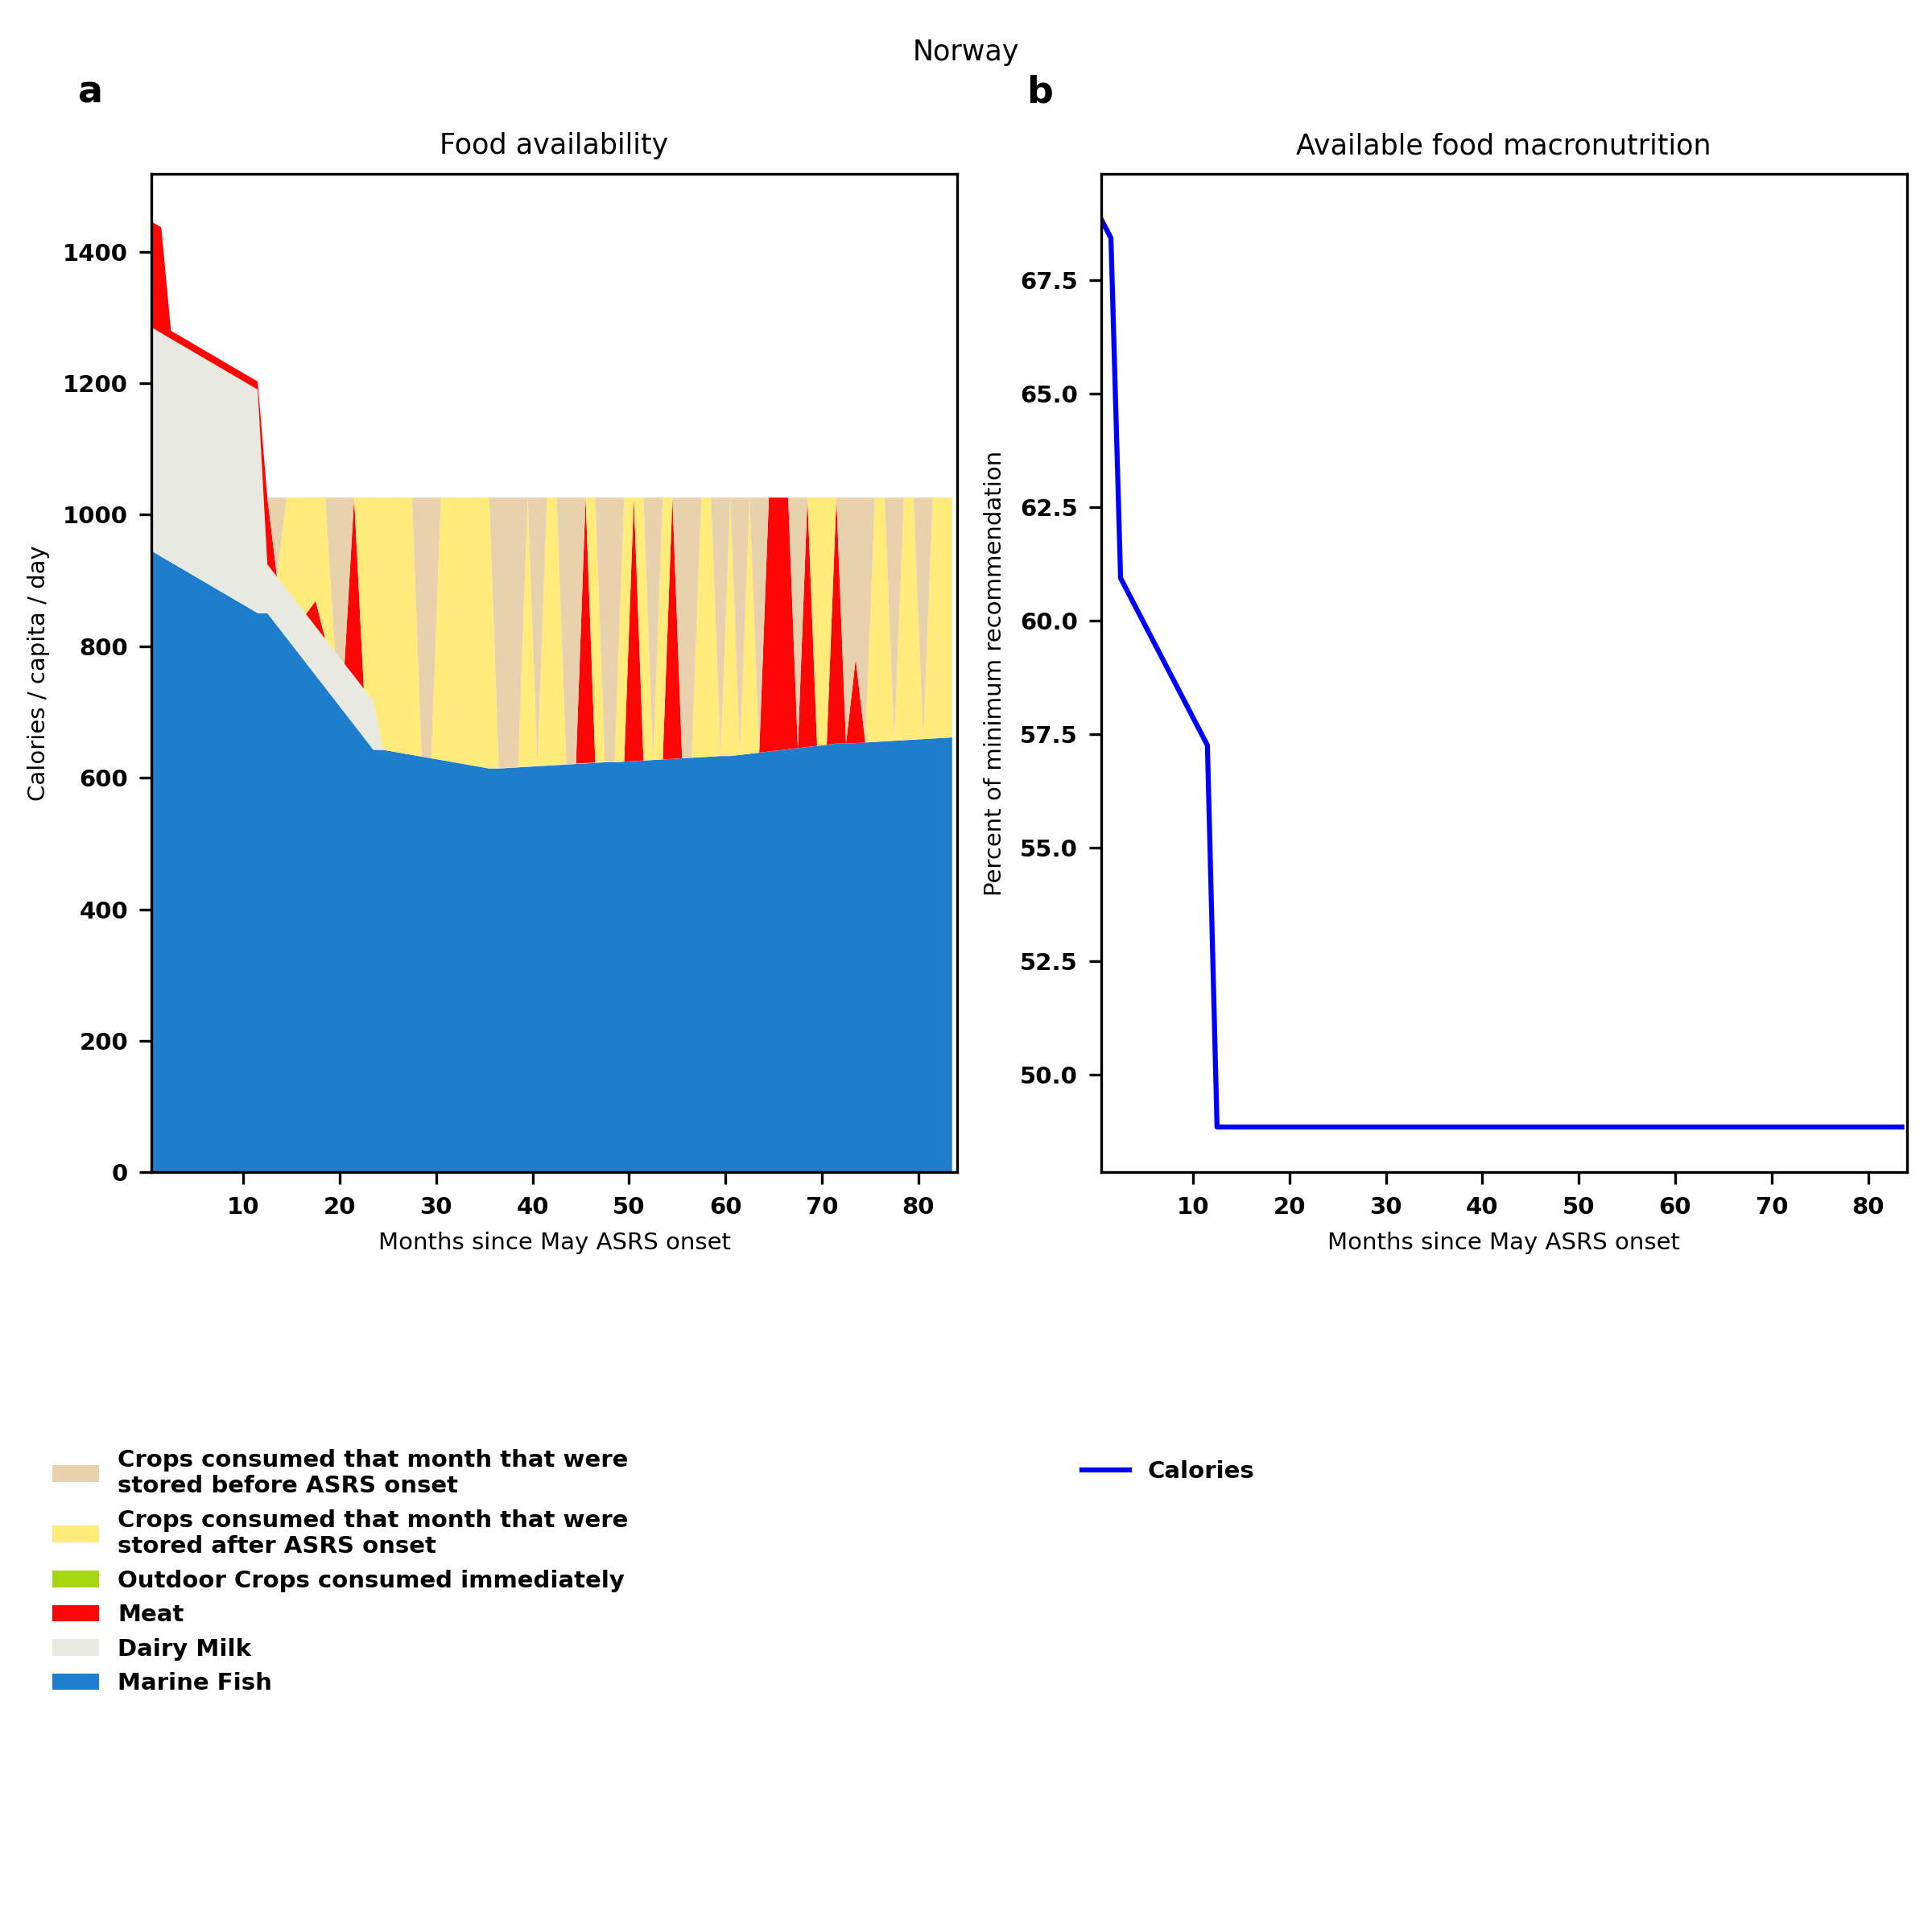 Norway
a
b
Food availability
Available food macronutrition
1400
1200
1000
800
600
400
200
0
Calories / capita / day
10 20 30 40 50 60 70 80
Months since May ASRS onset
67.5
65.0
62.5
60.0
57.5
55.0
52.5
50.0
Percent of minimum recommendation
10 20 30 40 50 60 70 80
Months since May ASRS onset
Crops consumed that month that were
stored before ASRS onset
Crops consumed that month that were
stored after ASRS onset
Outdoor Crops consumed immediately
Meat
Dairy Milk
Marine Fish
Calories